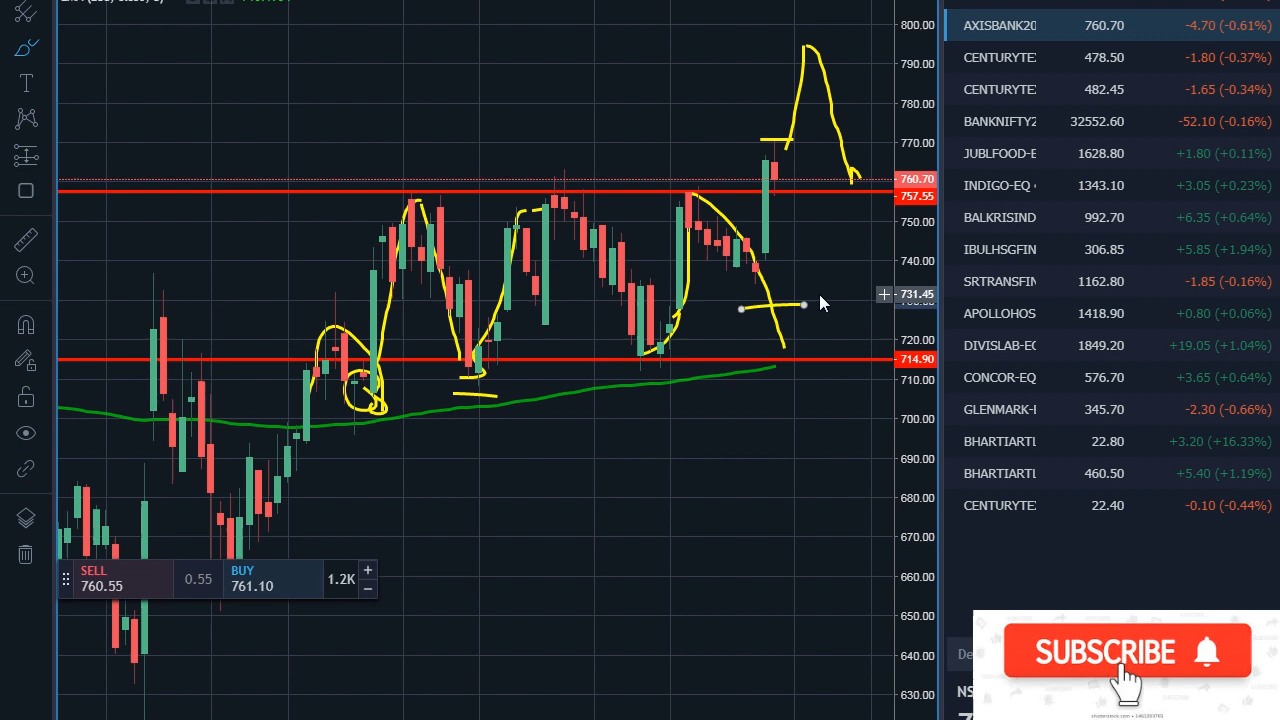 800.00
790.00
780.00
770.00
760.70
757.55
750.00
740.00
731.45
720.00
714.90
710.00
700.00
690.00
680.00
670.00
660.00
650.00
640.00
630.00
SELL
760.55
0.55
BUY
761.10
1.2K
AXISBANK20 760.70 -4.70 (-0.61%)
CENTURYTE 478.50 -1.80 (-0.37%)
CENTURYTE 482.45 -1.65 (-0.34%)
BANKNIFTY2 32552.60 -52.10 (-0.16%)
JUBLFOOD-E 1628.80 +1.80 (+0.11%)
INDIGO-EQ 1343.10 +3.05 (+0.23%)
BALKRISIND 992.70 +6.35 (+0.64%)
IBULHSGFIN 306.85 +5.85 (+1.94%)
SRTRANSFIN 1162.80 -1.85 (-0.16%)
APOLLOHOS 1418.90 +0.80 (+0.06%)
DIVISLAB-EQ 1849.20 +19.05 (+1.04%)
CONCOR-EQ 576.70 +3.65 (+0.64%)
GLENMARK-I 345.70 -2.30 (-0.66%)
BHARTIARTL 22.80 +3.20 (+16.33%)
BHARTIARTL 460.50 +5.40 (+1.19%)
CENTURYTE 22.40 -0.10 (-0.44%)
De
NS
SUBSCRIBE